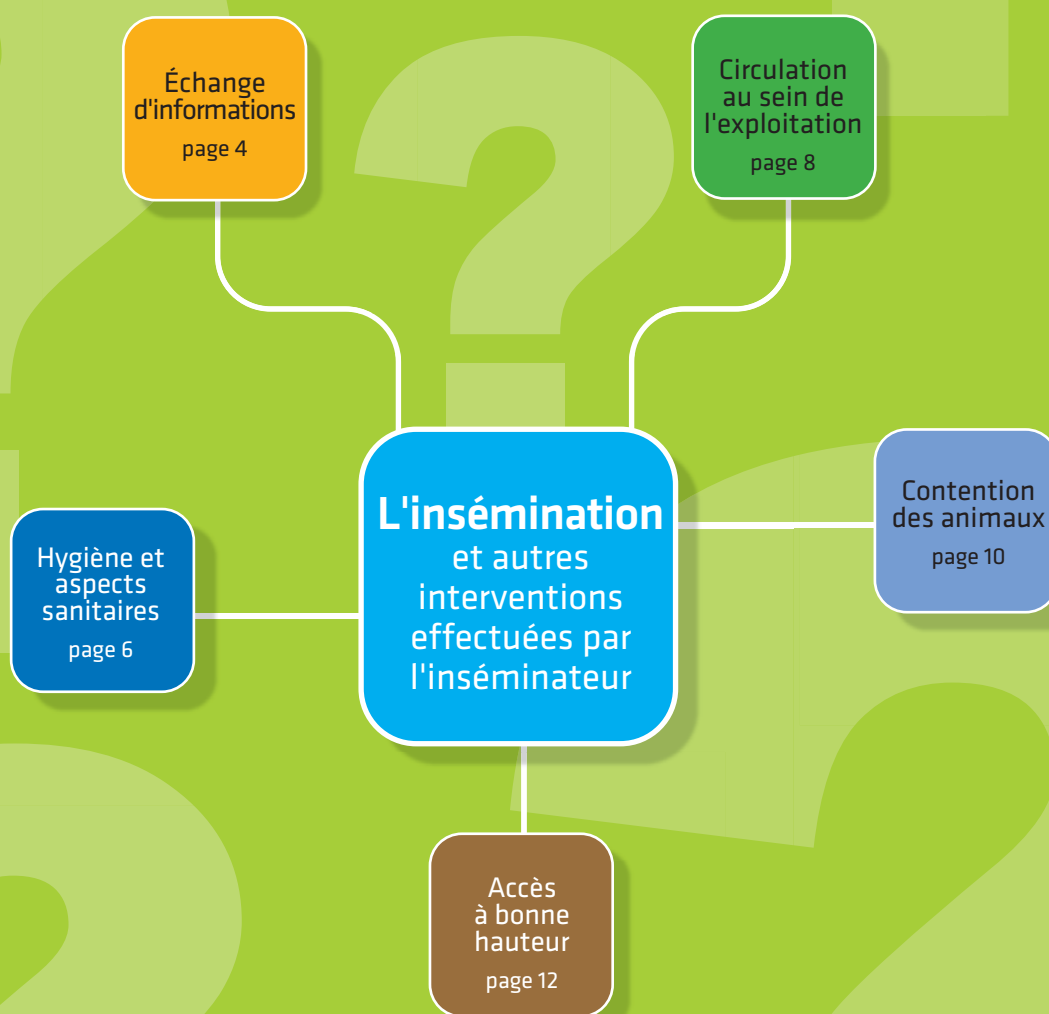 Échange
d'informations
page 4
Circulation
au sein de
l'exploitation
page 8
L'insémination
et autres
interventions
effectuées par
l'inséminateur
Contention
des animaux
page 10
Hygiène et
aspects
sanitaires
page 6
Accès
à bonne
hauteur
page 12